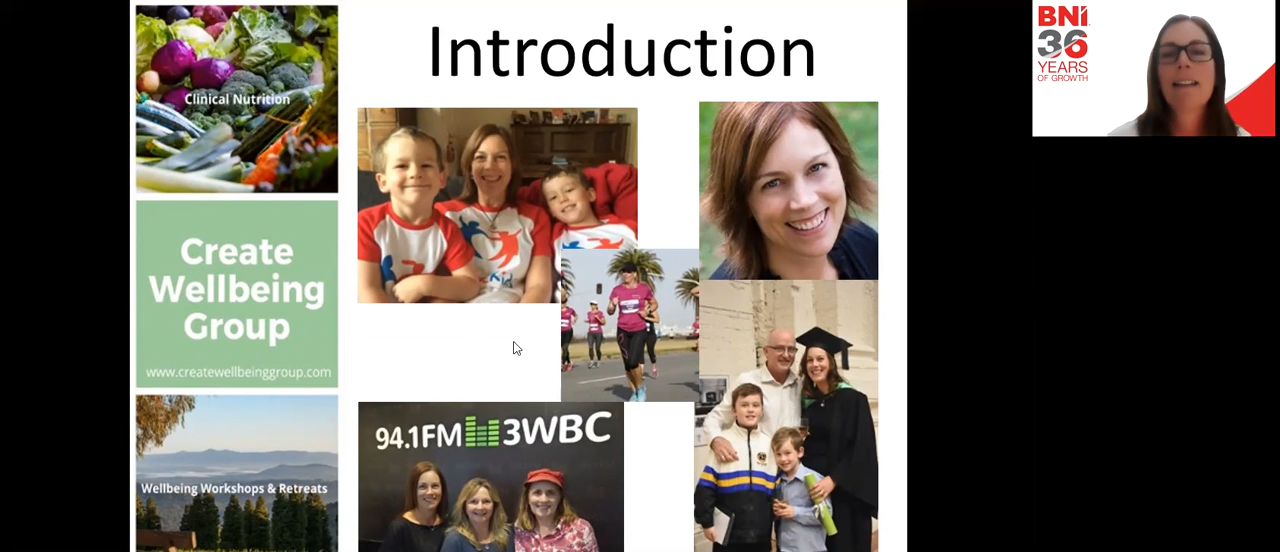 Introduction
Clinical Nutrition
Create
Wellbeing
Group
www.createwellbeinggroup.com
Wellbeing Workshops & Retreats
94.1FM 3WBC
BNI
36
YEARS
OF GROWTH